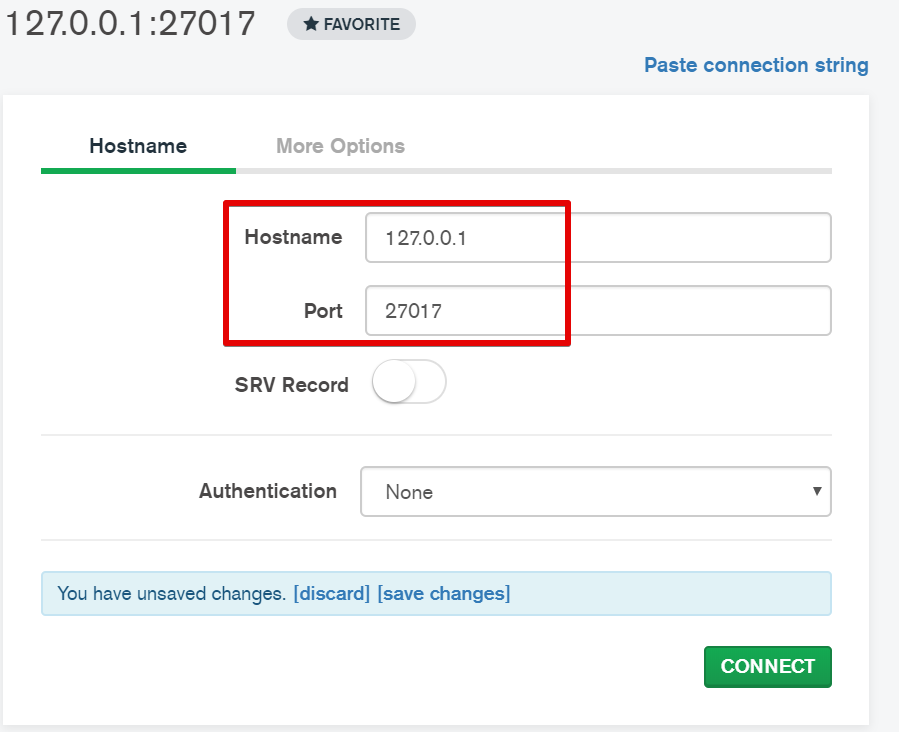 127.0.0.1:27017 ★ FAVORITE
Paste connection string
Hostname More Options
Hostname 127.0.0.1
Port 27017
SRV Record
Authentication None
You have unsaved changes. [discard] [save changes]
CONNECT